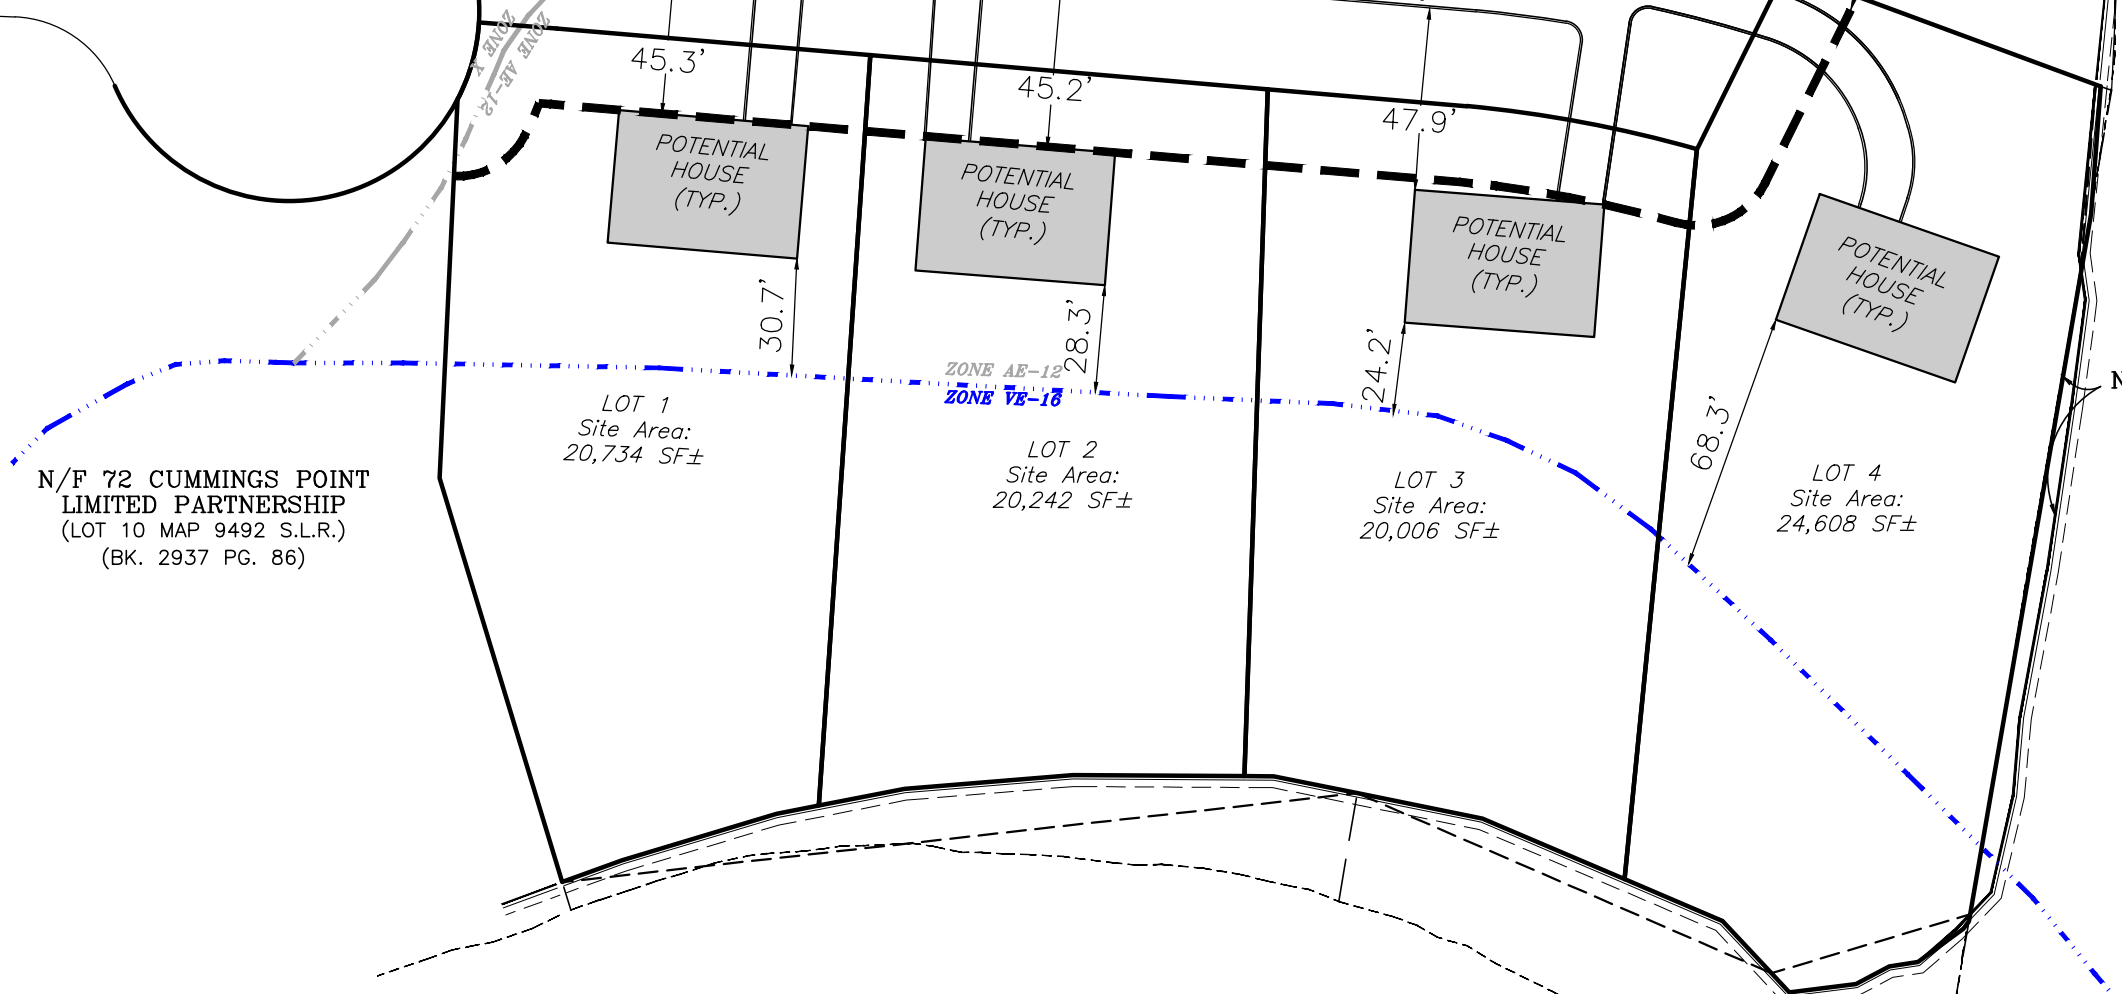 ZONE X
ZONE AE-12
45.3'
45.2'
47.9'
POTENTIAL
HOUSE
(TYP.)
POTENTIAL
HOUSE
(TYP.)
POTENTIAL
HOUSE
(TYP.)
POTENTIAL
HOUSE
(TYP.)
30.7'
28.3'
24.2'
68.3'
ZONE AE-12
ZONE VE-16
LOT 1
Site Area:
20,734 SF±
LOT 2
Site Area:
20,242 SF±
LOT 3
Site Area:
20,006 SF±
LOT 4
Site Area:
24,608 SF±
N/F 72 CUMMINGS POINT
LIMITED PARTNERSHIP
(LOT 10 MAP 9492 S.L.R.)
(BK. 2937 PG. 86)